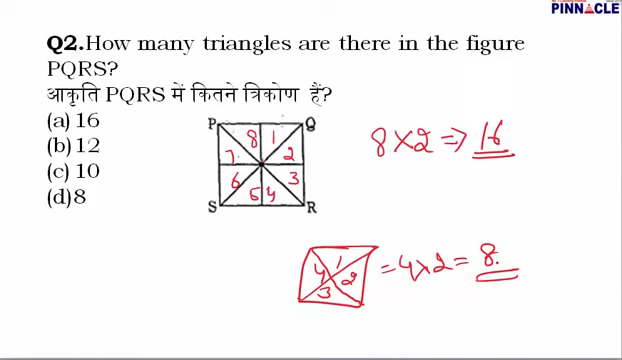 PINNACLE
Q2.How many triangles are there in the figure
PQRS?
आकृति PQRS में कितने त्रिकोण हैं?
(a) 16
(b) 12
(c) 10
(d)8
P
Q
S
R
8
1
7
2
6
3
5
4
8×2=>16
4
1
2
3
=4×2=8.